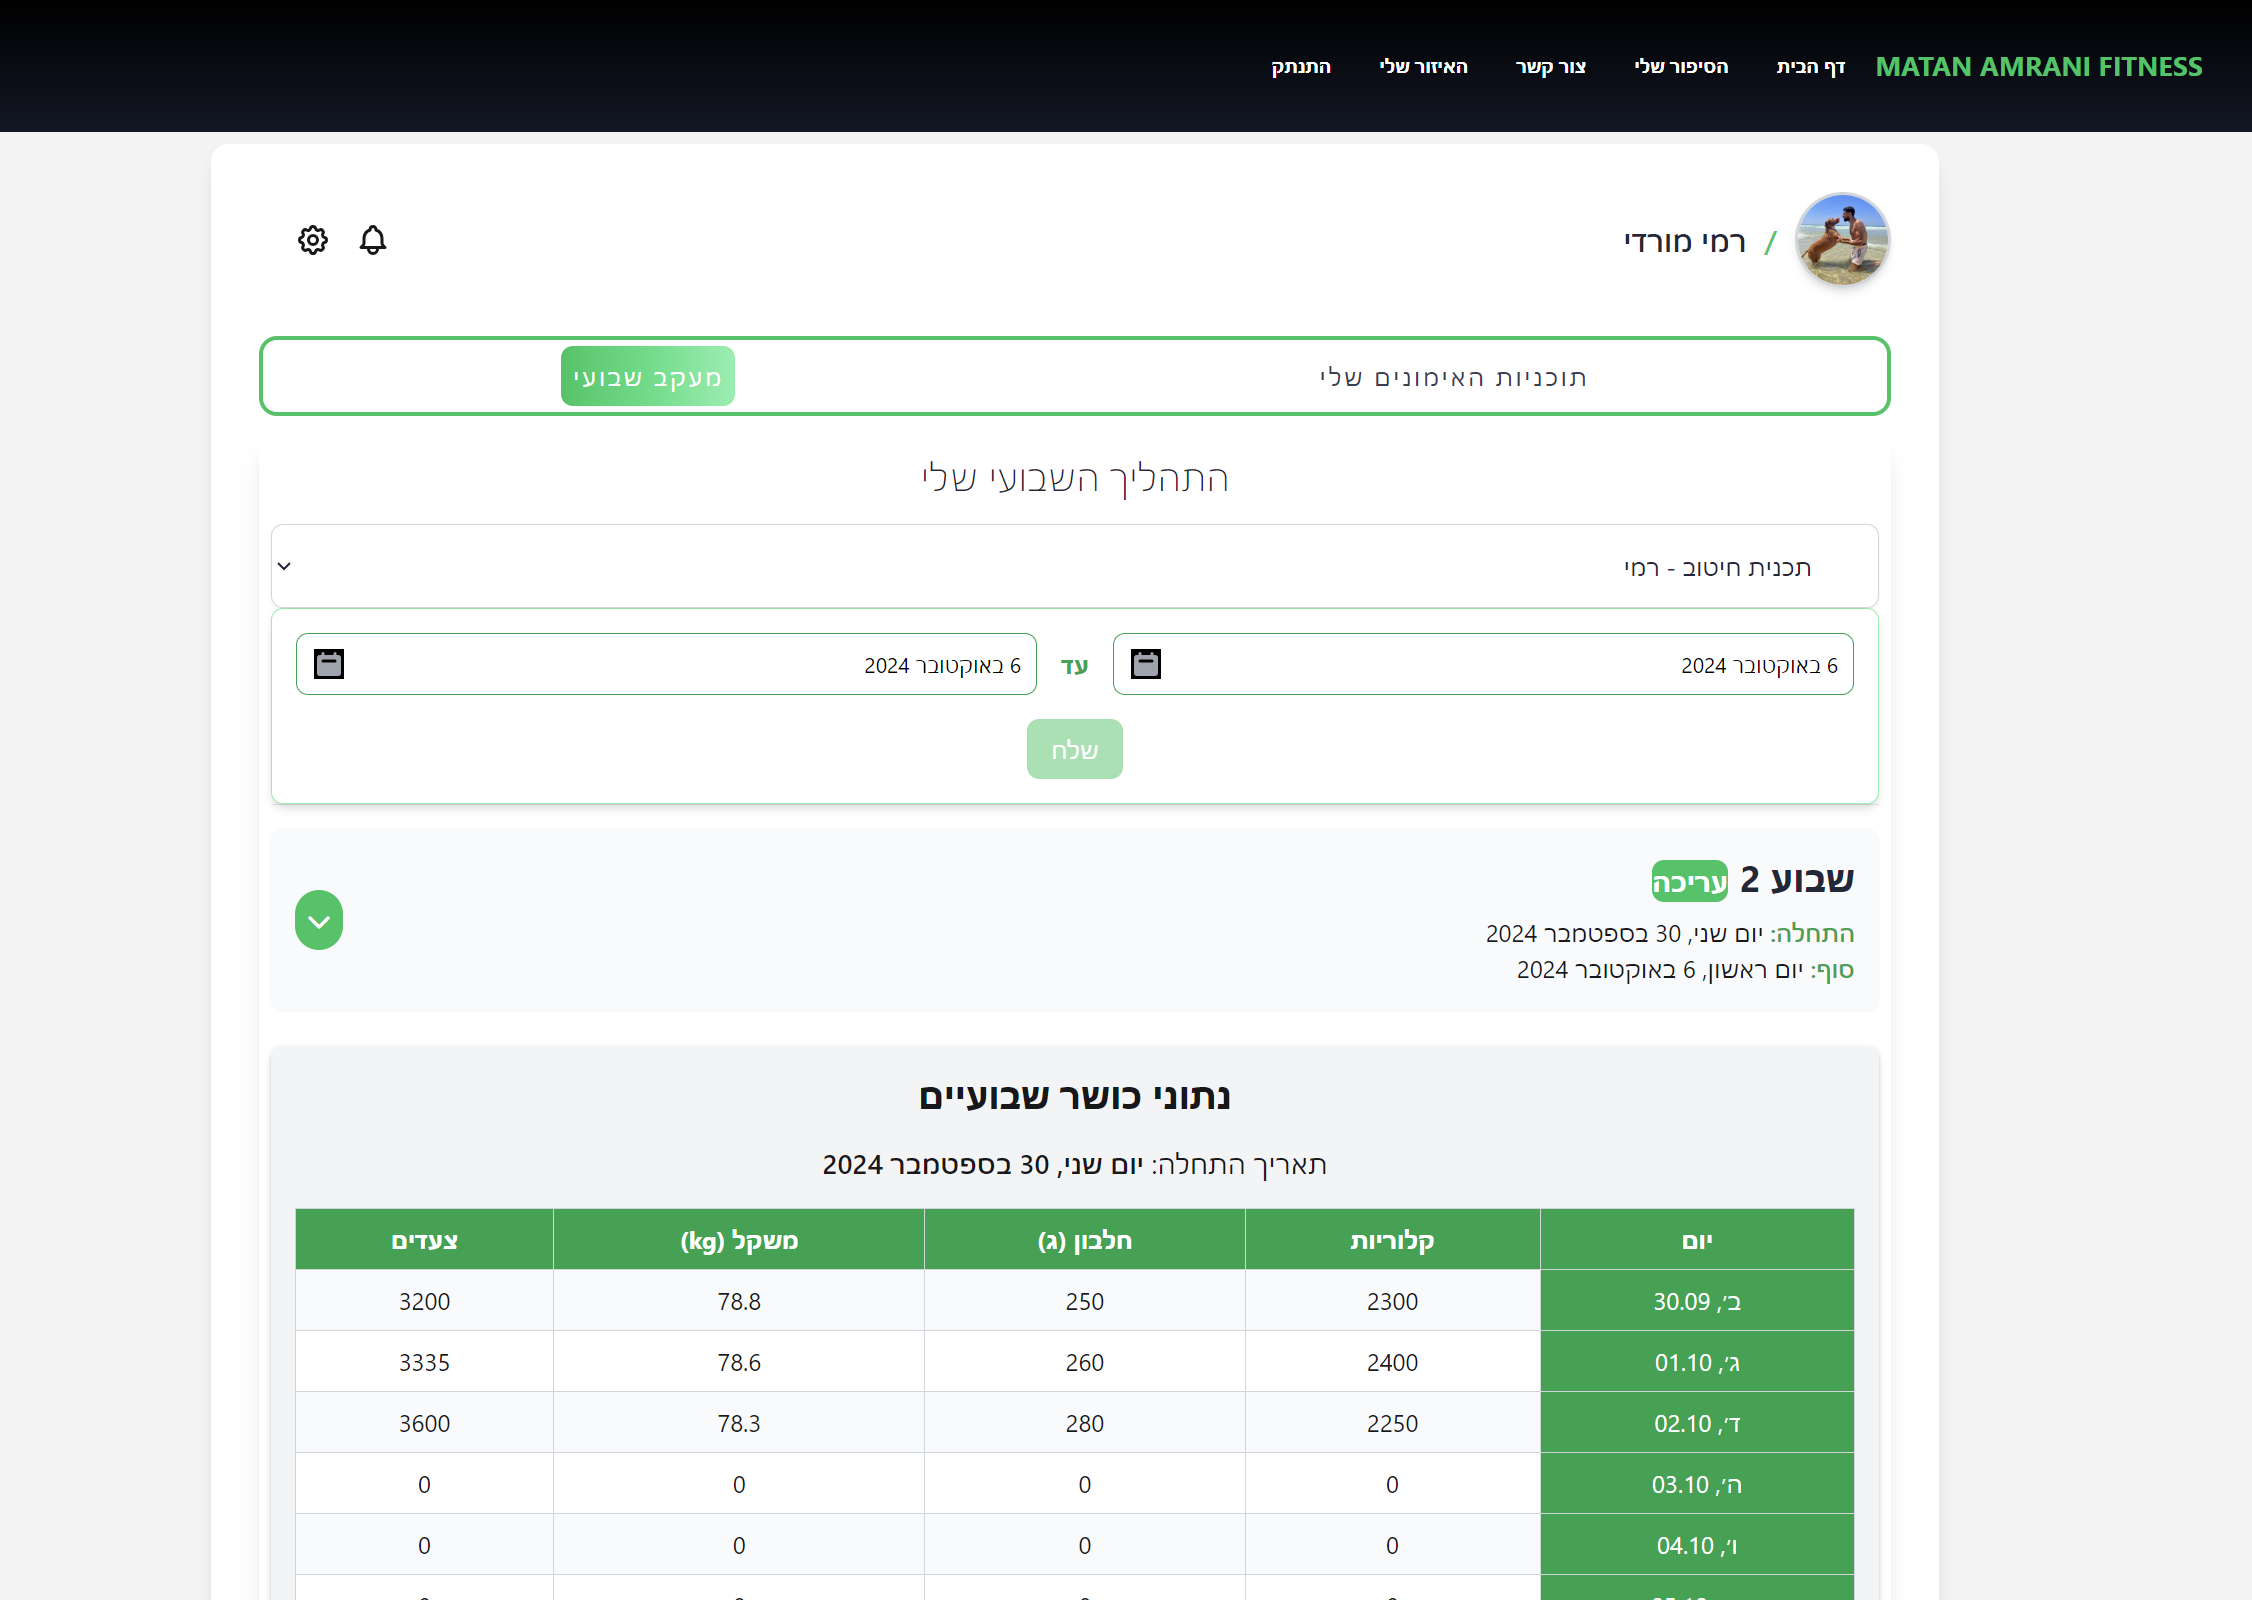 MATAN AMRANI FITNESS דף הבית הסיפור שלי צור קשר האיזור שלי התנתק
/ רמי מורדי
תוכניות האימונים שלי מעקב שבועי
התהליך השבועי שלי
תכנית חיטוב - רמי
6 באוקטובר 2024 עד 6 באוקטובר 2024
שלח
שבוע 2 עריכה
התחלה: יום שני, 30 בספטמבר 2024
סוף: יום ראשון, 6 באוקטובר 2024
נתוני כושר שבועיים
תאריך התחלה: יום שני, 30 בספטמבר 2024
יום קלוריות חלבון (ג) משקל (kg) צעדים
ב׳, 30.09 2300 250 78.8 3200
ג׳, 01.10 2400 260 78.6 3335
ד׳, 02.10 2250 280 78.3 3600
ה׳, 03.10 0 0 0 0
ו׳, 04.10 0 0 0 0